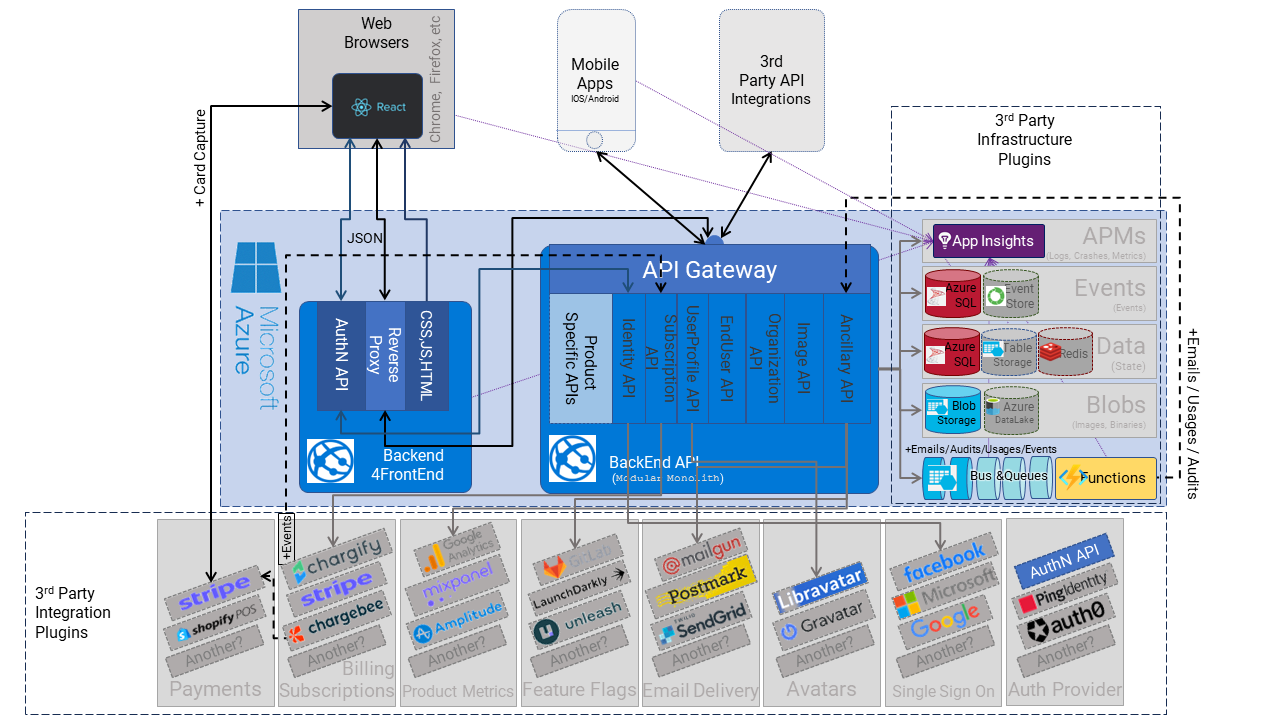 Web
Browsers
React
Chrome, Firefox, etc
Mobile
Apps
IOS/Android
3rd
Party API
Integrations
3rd Party
Infrastructure
Plugins
+ Card Capture
JSON
Microsoft
Azure
AuthN API
Reverse
Proxy
CSS,JS,HTML
Backend
4FrontEnd
API Gateway
Product
Specific APIs
Identity API
Subscription
API
UserProfile API
EndUser API
Organization
API
Image API
Ancillary API
BackEnd API
(Modular Monolith)
App Insights
APMs
(Logs, Crashes, Metrics)
Azure
SQL
Event
Store
Events
(Events)
Azure
SQL
Table
Storage
Redis
Data
(State)
Blob
Storage
Azure
DataLake
Blobs
(Images, Binaries)
+Emails/Audits/Usages/Events
Bus &Queues
Functions
+Emails / Usages / Audits
+Events
3rd Party
Integration
Plugins
stripe
shopify POS
Another?
Payments
chargify
stripe
chargebee
Another?
Billing
Subscriptions
Google
Analytics
mixpanel
Amplitude
Another?
Product Metrics
GitLab
LaunchDarkly
unleash
Another?
Feature Flags
mailgun
Postmark
twilio
SendGrid
Another?
Email Delivery
Libravatar
Gravatar
Another?
Avatars
facebook
Microsoft
Google
Another?
Single Sign On
AuthN API
PingIdentity
auth0
Another?
Auth Provider